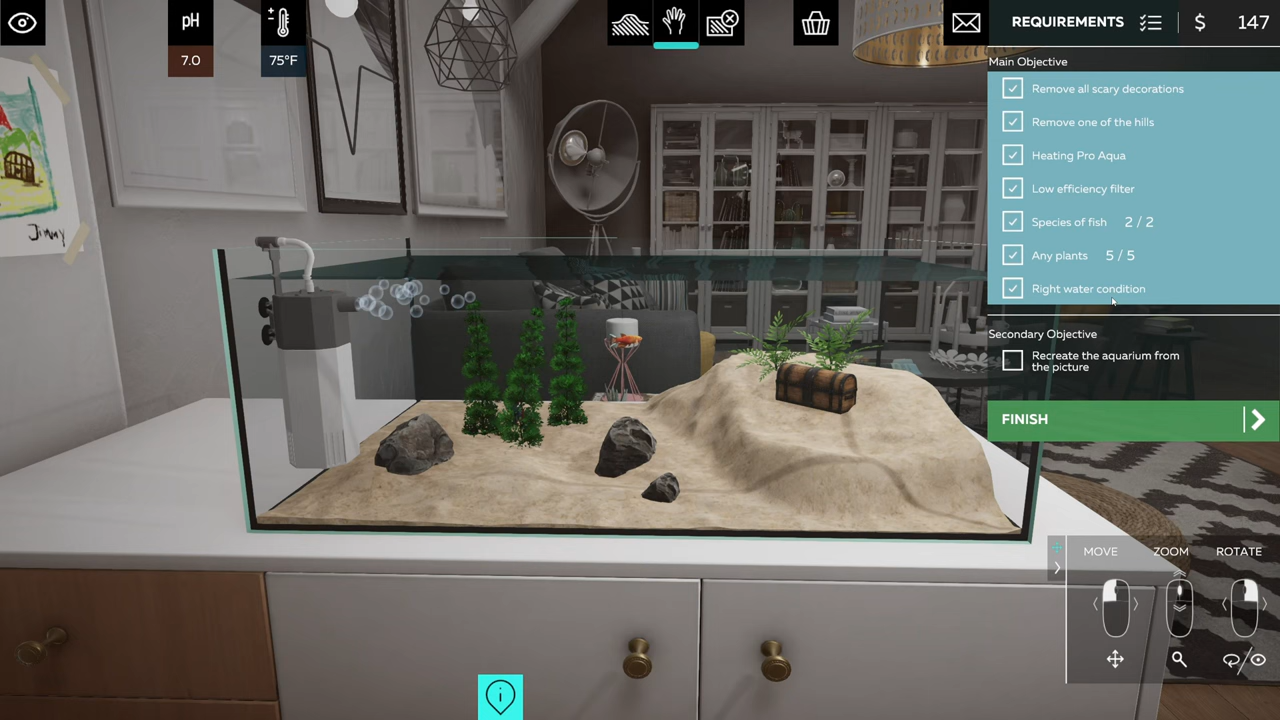 pH
7.0
75°F
REQUIREMENTS
$ 147
Main Objective
Remove all scary decorations
Remove one of the hills
Heating Pro Aqua
Low efficiency filter
Species of fish 2 / 2
Any plants 5 / 5
Right water condition
Secondary Objective
Recreate the aquarium from
the picture
FINISH
Jimmy
MOVE
ZOOM
ROTATE